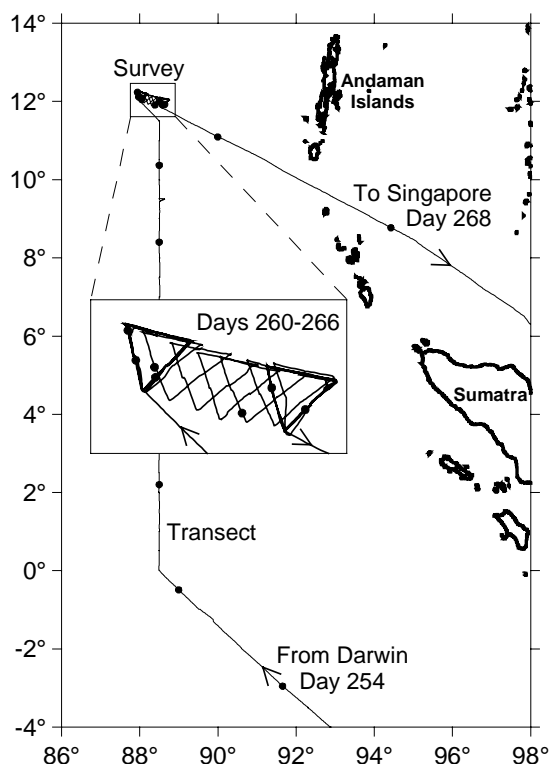 14°
Survey
Andaman
Islands
12°
10°
To Singapore
Day 268
8°
6°
Days 260-266
Sumatra
4°
2°
Transect
0°
From Darwin
Day 254
-2°
-4°
86° 88° 90° 92° 94° 96° 98°